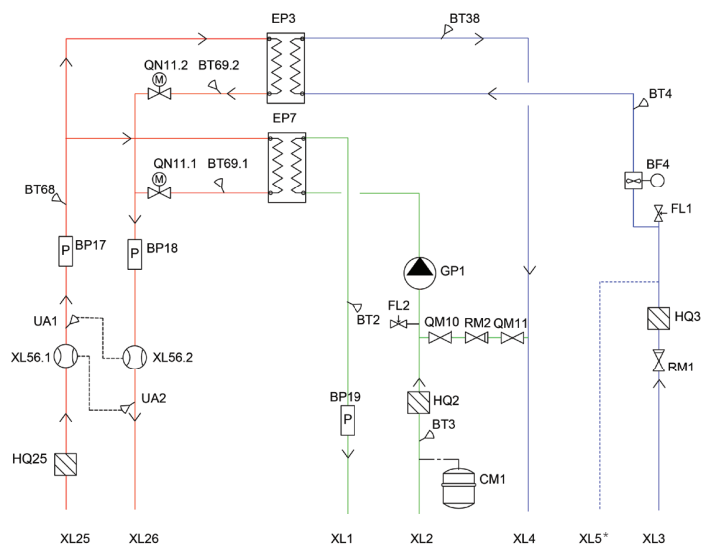 EP3
BT38
QN11.2
BT69.2
M
BT4
EP7
QN11.1
BT69.1
M
BF4
BT68
FL1
BP17
P
BP18
P
GP1
FL2
UA1
BT2
QM10
RM2
QM11
HQ3
XL56.1
XL56.2
RM1
BP19
P
HQ2
UA2
BT3
HQ25
CM1
XL25
XL26
XL1
XL2
XL4
XL5*
XL3